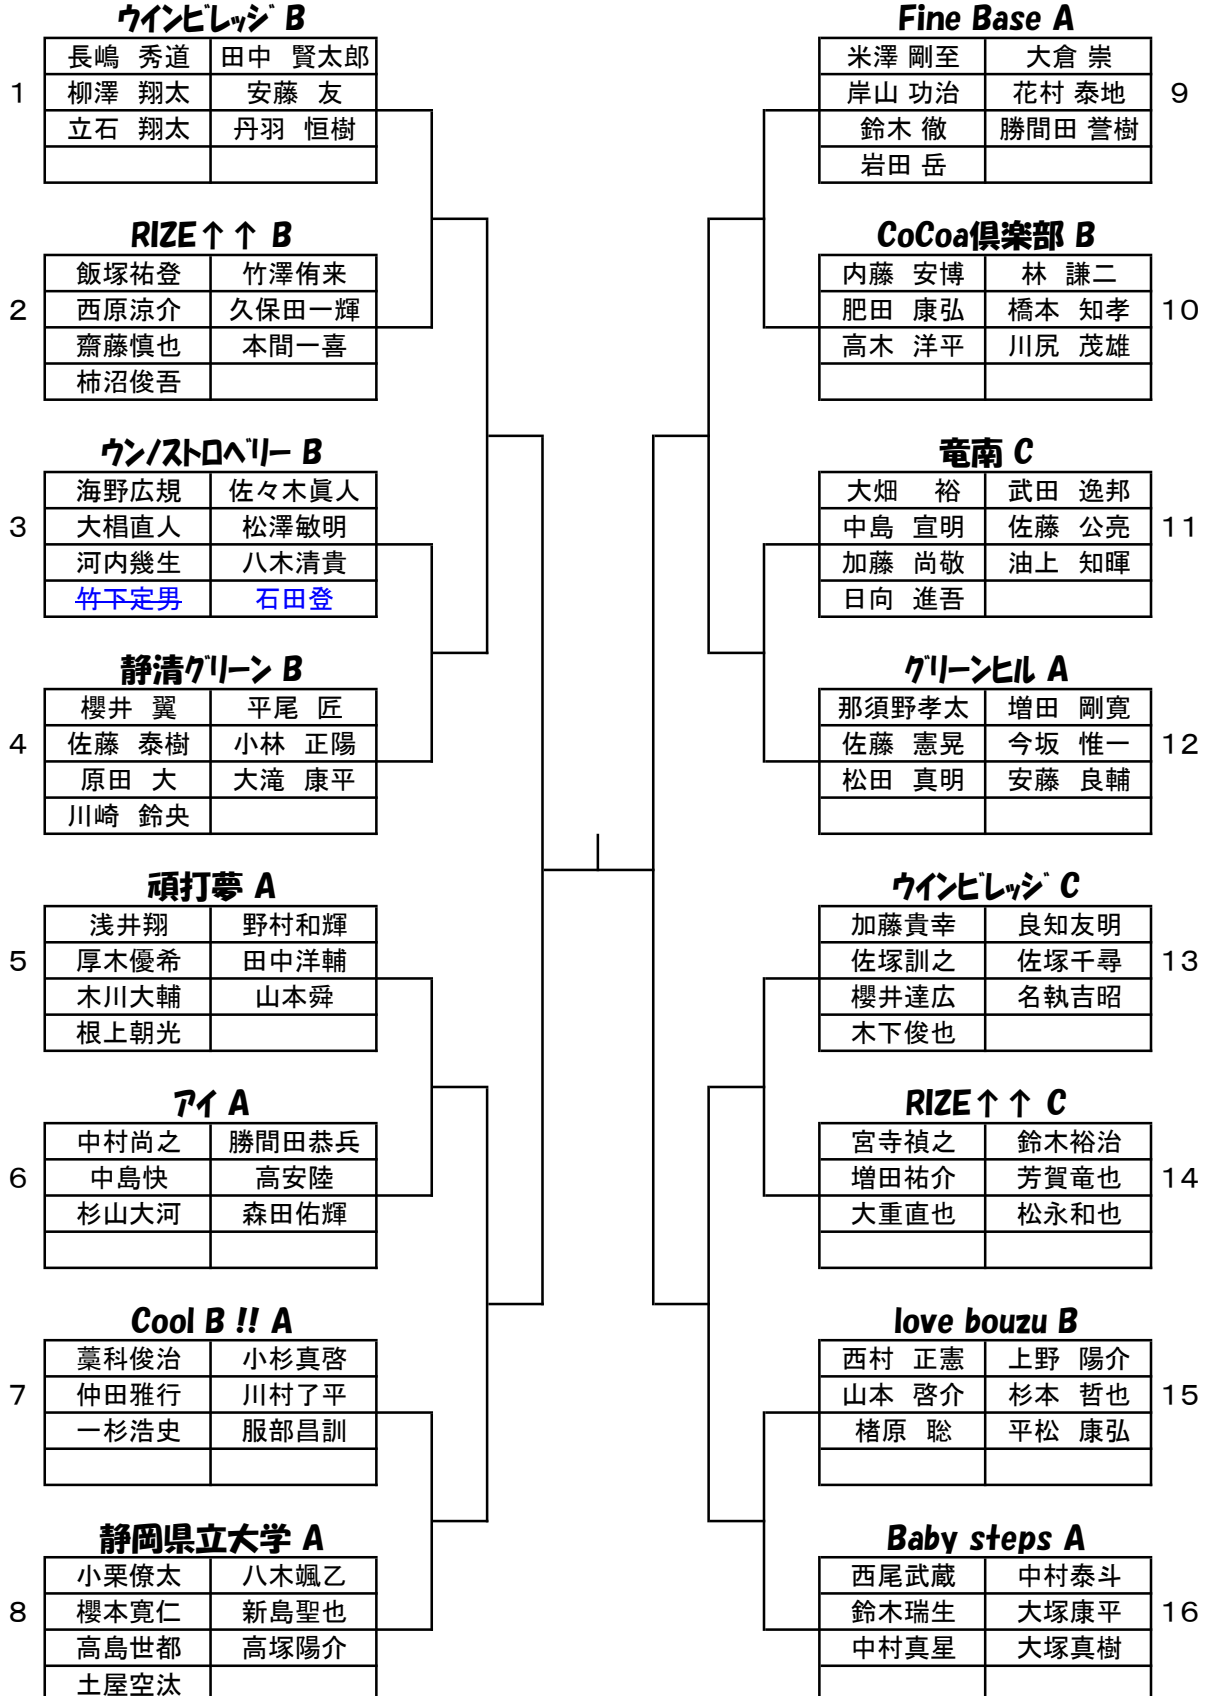 ウインビレッジ B
長嶋 秀道 田中 賢太郎
1 柳澤 翔太 安藤 友
立石 翔太 丹羽 恒樹
RIZE↑↑ B
飯塚祐登 竹澤侑来
2 西原涼介 久保田一輝
齋藤慎也 本間一喜
柿沼俊吾
ウンノストロベリー B
海野広規 佐々木眞人
3 大椙直人 松澤敏明
河内幾生 八木清貴
竹下定男 石田登
静清グリーン B
櫻井 翼 平尾 匠
4 佐藤 泰樹 小林 正陽
原田 大 大滝 康平
川崎 鈴央
頑打夢 A
浅井翔 野村和輝
5 厚木優希 田中洋輔
木川大輔 山本舜
根上朝光
アイ A
中村尚之 勝間田恭兵
6 中島快 高安陸
杉山大河 森田佑輝
Cool B !! A
藁科俊治 小杉真啓
7 仲田雅行 川村了平
一杉浩史 服部昌訓
静岡県立大学 A
小栗僚太 八木颯乙
8 櫻本寛仁 新島聖也
高島世都 高塚陽介
土屋空汰
Fine Base A
米澤 剛至 大倉 崇
岸山 功治 花村 泰地 9
鈴木 徹 勝間田 誉樹
岩田 岳
CoCoa倶楽部 B
内藤 安博 林 謙二
肥田 康弘 橋本 知孝 10
高木 洋平 川尻 茂雄
竜南 C
大畑 裕 武田 逸邦
中島 宣明 佐藤 公亮 11
加藤 尚敬 油上 知暉
日向 進吾
グリーンヒル A
那須野孝太 増田 剛寛
佐藤 憲晃 今坂 惟一 12
松田 真明 安藤 良輔
ウインビレッジ C
加藤貴幸 良知友明
佐塚訓之 佐塚千尋 13
櫻井達広 名執吉昭
木下俊也
RIZE↑↑ C
宮寺禎之 鈴木裕治
増田祐介 芳賀竜也 14
大重直也 松永和也
love bouzu B
西村 正憲 上野 陽介
山本 啓介 杉本 哲也 15
楮原 聡 平松 康弘
Baby steps A
西尾武蔵 中村泰斗
鈴木瑞生 大塚康平 16
中村真星 大塚真樹